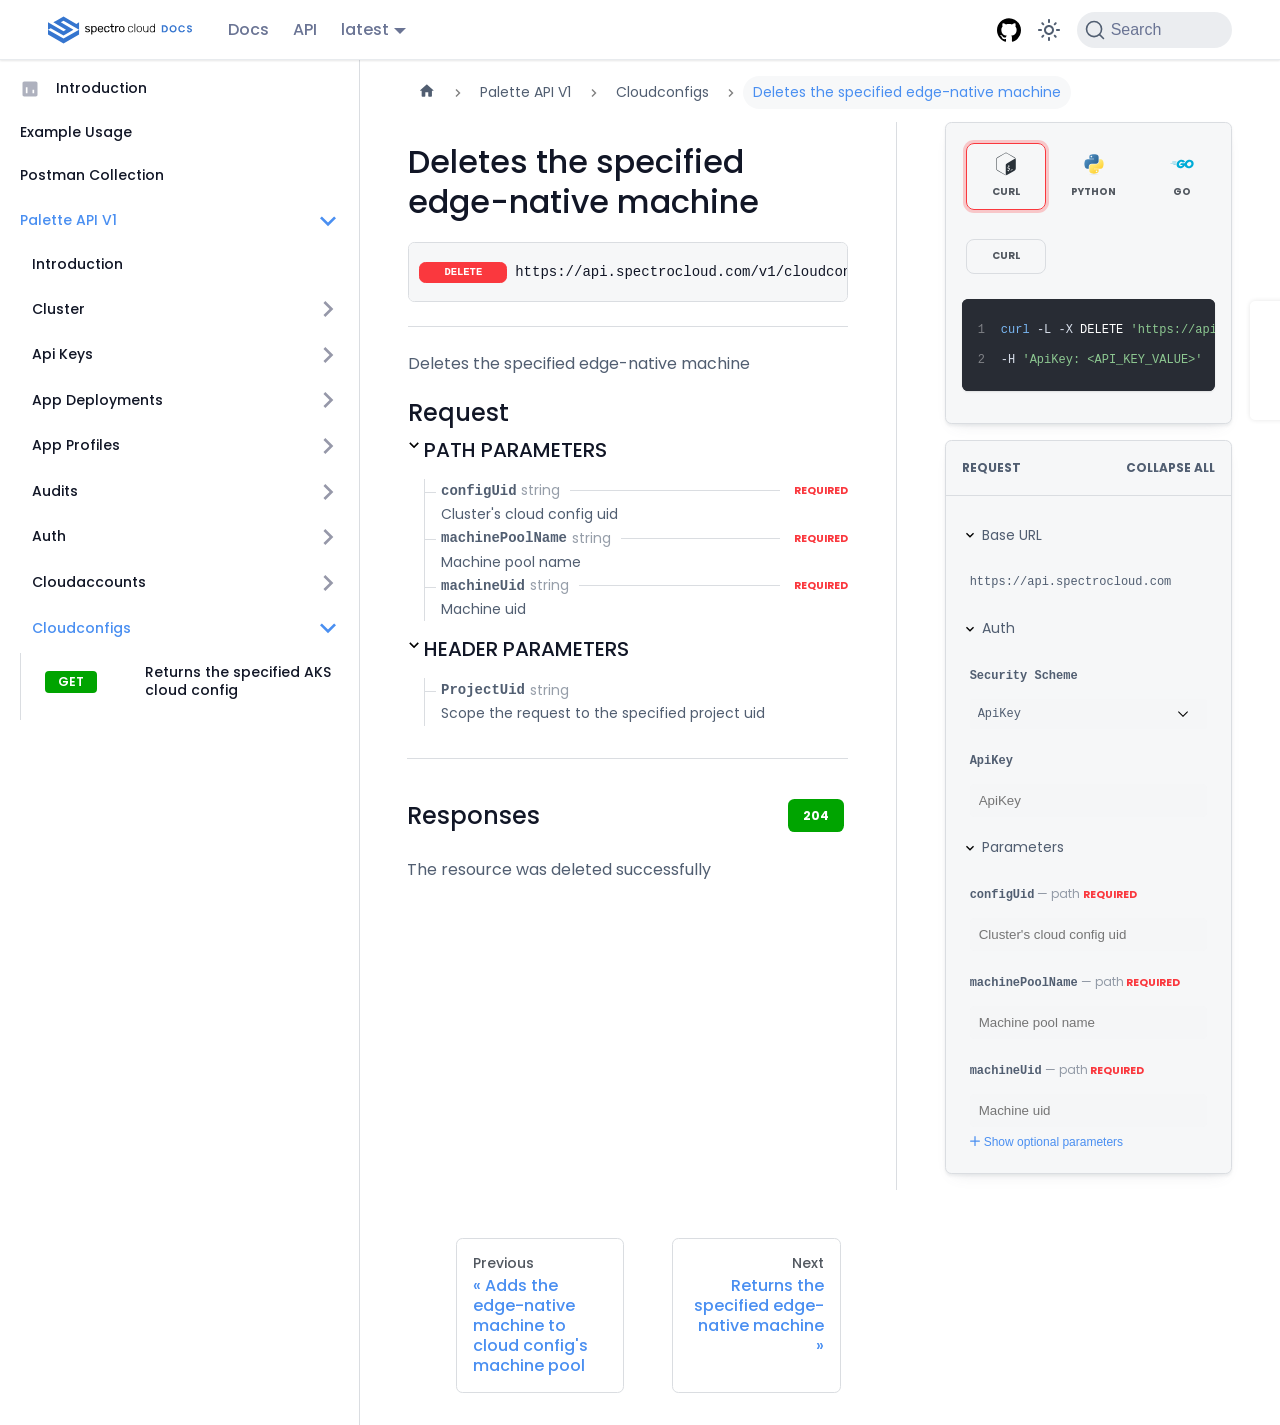 spectro cloud DOCS
Docs
API
latest
Search
Introduction
Example Usage
Postman Collection
Palette API V1
Introduction
Cluster
Api Keys
App Deployments
App Profiles
Audits
Auth
Cloudaccounts
Cloudconfigs
GET
Returns the specified AKS
cloud config
Palette API V1
Cloudconfigs
Deletes the specified edge-native machine
Deletes the specified
edge-native machine
DELETE https://api.spectrocloud.com/v1/cloudcon
Deletes the specified edge-native machine
Request
PATH PARAMETERS
configUid string REQUIRED
Cluster's cloud config uid
machinePoolName string REQUIRED
Machine pool name
machineUid string REQUIRED
Machine uid
HEADER PARAMETERS
ProjectUid string
Scope the request to the specified project uid
Responses
204
The resource was deleted successfully
CURL
PYTHON
GO
CURL
1 curl -L -X DELETE 'https://api
2 -H 'ApiKey: <API_KEY_VALUE>'
REQUEST
COLLAPSE ALL
Base URL
https://api.spectrocloud.com
Auth
Security Scheme
ApiKey
ApiKey
ApiKey
Parameters
configUid — path REQUIRED
Cluster's cloud config uid
machinePoolName — path REQUIRED
Machine pool name
machineUid — path REQUIRED
Machine uid
Show optional parameters
Previous
« Adds the
edge-native
machine to
cloud config's
machine pool
Next
Returns the
specified edge-
native machine
»